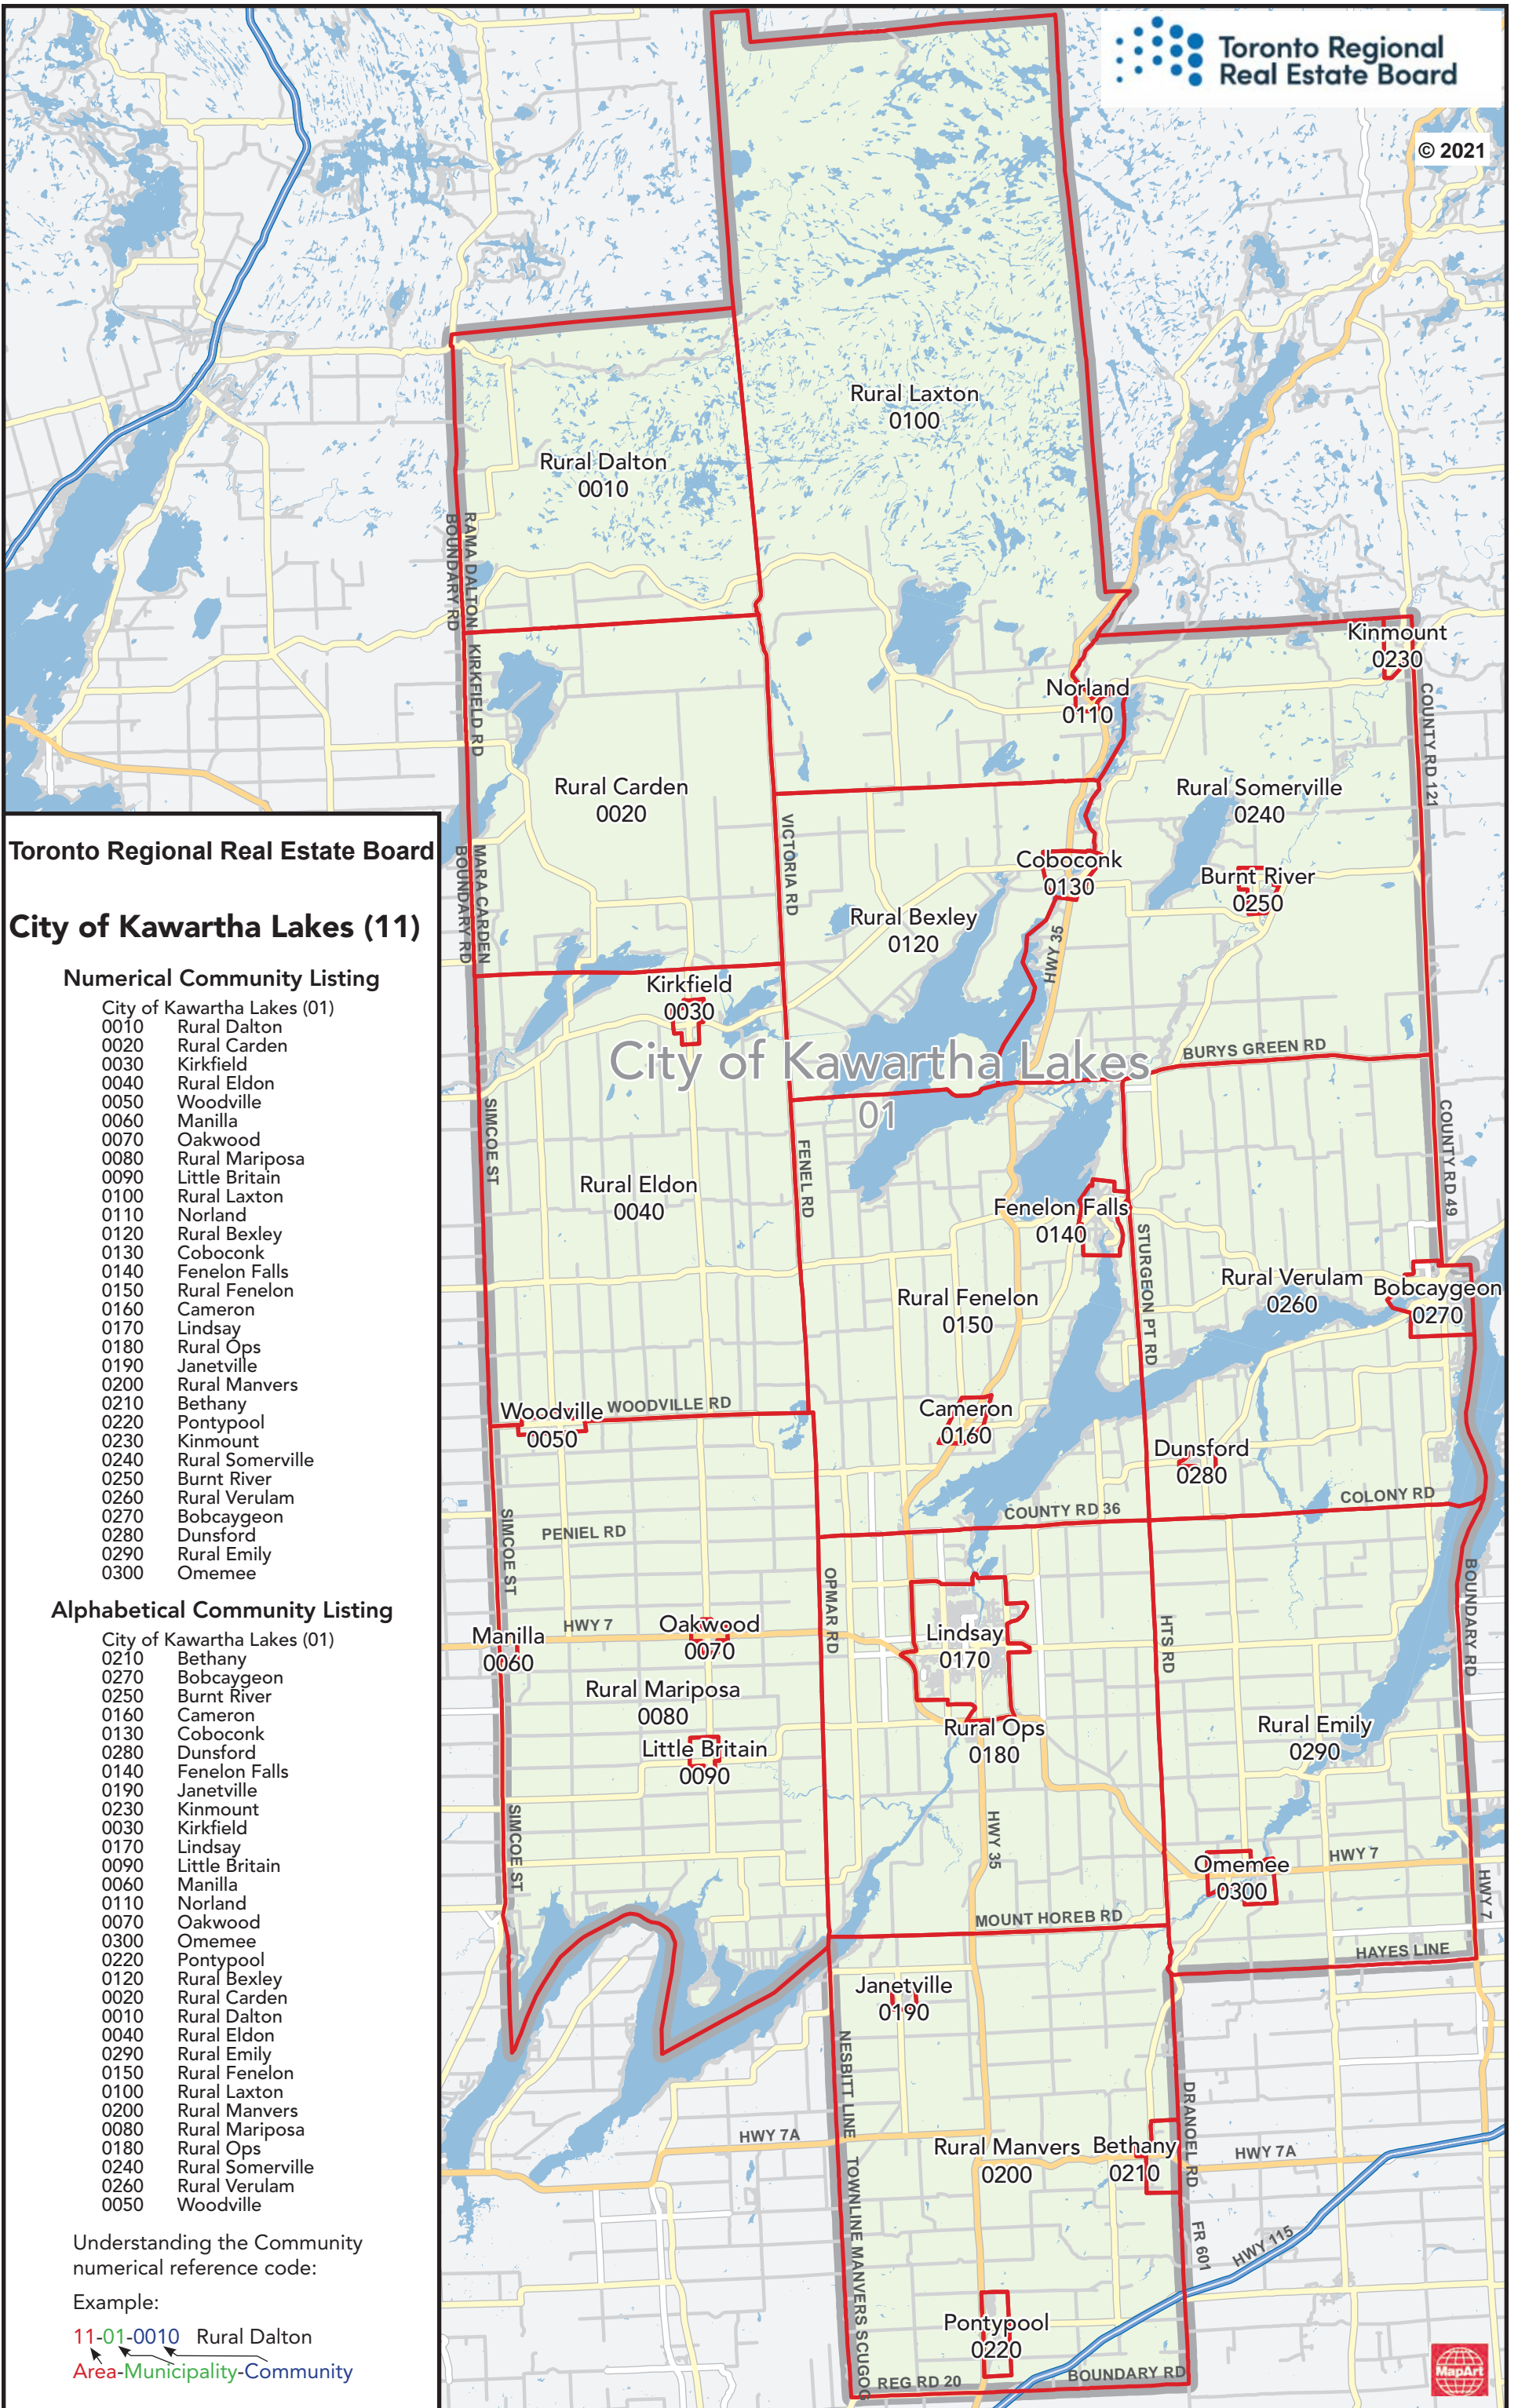 Toronto Regional
Real Estate Board
© 2021
Rural Laxton
0100
Rural Dalton
0010
RAMA DALTON
BOUNDARY RD
KIRKFIELD RD
Kinmount
0230
Norland
0110
COUNTY RD 121
Rural Carden
0020
Rural Somerville
0240
VICTORIA RD
MARA CARDEN
BOUNDARY RD
Coboconk
0130
Burnt River
0250
Rural Bexley
0120
HWY 35
Kirkfield
0030
City of Kawartha Lakes
01
BURYS GREEN RD
SIMCOE ST
COUNTY RD 49
FENEL RD
Rural Eldon
0040
Fenelon Falls
0140
STURGEON PT RD
Rural Verulam
0260
Bobcaygeon
0270
Rural Fenelon
0150
Woodville
0050
WOODVILLE RD
Cameron
0160
Dunsford
0280
COLONY RD
COUNTY RD 36
SIMCOE ST
PENIEL RD
OPMAR RD
BOUNDARY RD
Manilla
0060
HWY 7
Oakwood
0070
Lindsay
0170
HTS RD
Rural Mariposa
0080
Little Britain
0090
Rural Ops
0180
Rural Emily
0290
SIMCOE ST
HWY 35
HWY 7
Omemee
0300
HWY 7
MOUNT HOREB RD
HAYES LINE
Janetville
0190
NESBITT LINE
DRANOEL RD
HWY 7A
Rural Manvers
0200
Bethany
0210
HWY 7A
TOWNLINE MANVERS SCUGOG
FR 601
HWY 115
Pontypool
0220
REG RD 20
BOUNDARY RD
MapArt
Toronto Regional Real Estate Board
City of Kawartha Lakes (11)
Numerical Community Listing
City of Kawartha Lakes (01)
0010 Rural Dalton
0020 Rural Carden
0030 Kirkfield
0040 Rural Eldon
0050 Woodville
0060 Manilla
0070 Oakwood
0080 Rural Mariposa
0090 Little Britain
0100 Rural Laxton
0110 Norland
0120 Rural Bexley
0130 Coboconk
0140 Fenelon Falls
0150 Rural Fenelon
0160 Cameron
0170 Lindsay
0180 Rural Ops
0190 Janetville
0200 Rural Manvers
0210 Bethany
0220 Pontypool
0230 Kinmount
0240 Rural Somerville
0250 Burnt River
0260 Rural Verulam
0270 Bobcaygeon
0280 Dunsford
0290 Rural Emily
0300 Omemee
Alphabetical Community Listing
City of Kawartha Lakes (01)
0210 Bethany
0270 Bobcaygeon
0250 Burnt River
0160 Cameron
0130 Coboconk
0280 Dunsford
0140 Fenelon Falls
0190 Janetville
0230 Kinmount
0030 Kirkfield
0170 Lindsay
0090 Little Britain
0060 Manilla
0110 Norland
0070 Oakwood
0300 Omemee
0220 Pontypool
0120 Rural Bexley
0020 Rural Carden
0010 Rural Dalton
0040 Rural Eldon
0290 Rural Emily
0150 Rural Fenelon
0100 Rural Laxton
0200 Rural Manvers
0080 Rural Mariposa
0180 Rural Ops
0240 Rural Somerville
0260 Rural Verulam
0050 Woodville
Understanding the Community
numerical reference code:
Example:
11-01-0010 Rural Dalton
Area-Municipality-Community